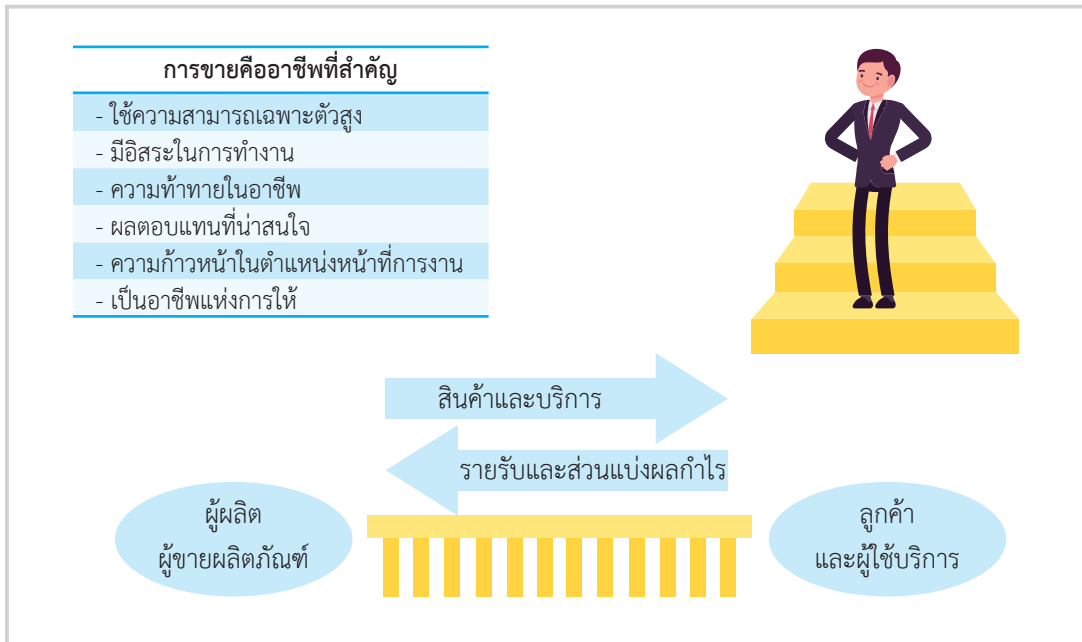 การขายคืออาชีพที่สำคัญ
- ใช้ความสามารถเฉพาะตัวสูง
- มีอิสระในการทำงาน
- ความท้าทายในอาชีพ
- ผลตอบแทนที่น่าสนใจ
- ความก้าวหน้าในตำแหน่งหน้าที่การงาน
- เป็นอาชีพแห่งการให้
สินค้าและบริการ
รายรับและส่วนแบ่งผลกำไร
ผู้ผลิต
ผู้ขายผลิตภัณฑ์
ลูกค้า
และผู้ใช้บริการ